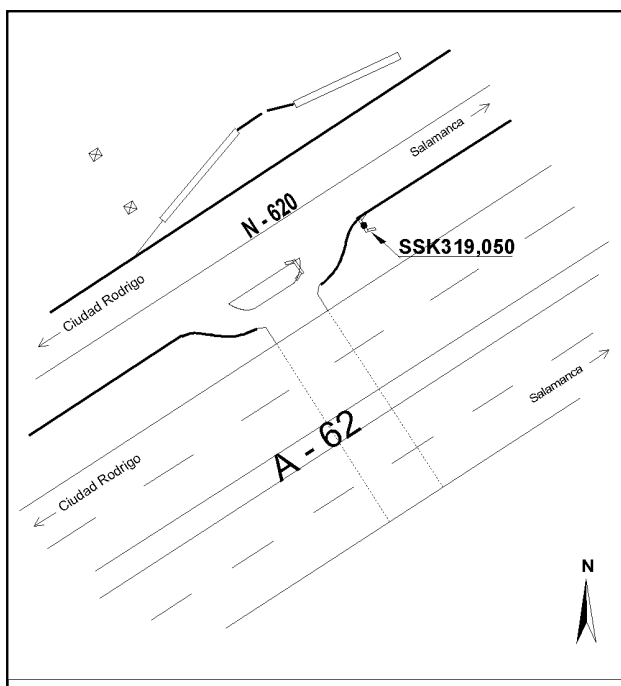 Salamanca
N - 620
SSK319,050
Ciudad Rodrigo
Salamanca
A - 62
Ciudad Rodrigo
N